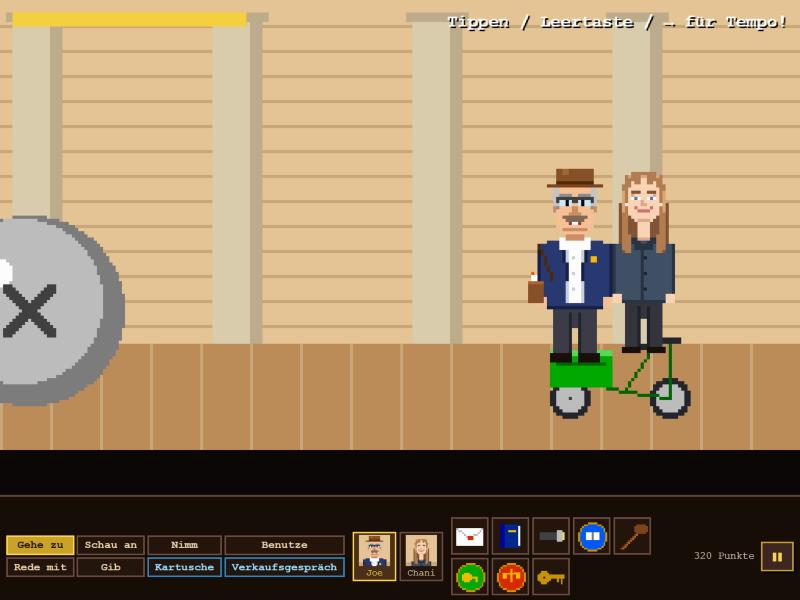 Tippen / Leertaste / → für Tempo!
Gehe zu
Schau an
Nimm
Benutze
Rede mit
Gib
Kartusche
Verkaufsgespräch
Joe
Chani
320 Punkte